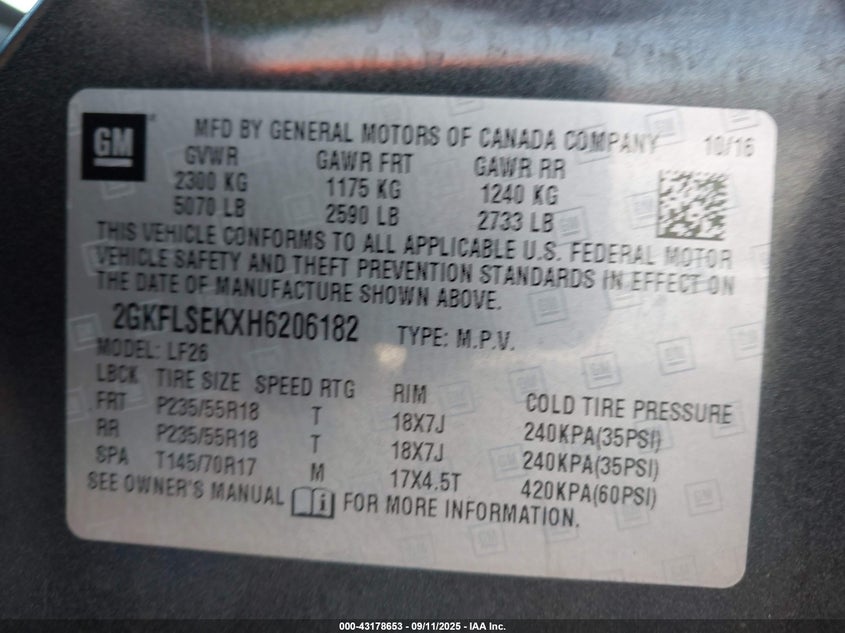 GM
MFD BY GENERAL MOTORS OF CANADA COMPANY 10/16
GVWR GAWR FRT GAWR RR
2300 KG 1175 KG 1240 KG
5070 LB 2590 LB 2733 LB
THIS VEHICLE CONFORMS TO ALL APPLICABLE U.S. FEDERAL MOTOR
VEHICLE SAFETY AND THEFT PREVENTION STANDARDS IN EFFECT ON
THE DATE OF MANUFACTURE SHOWN ABOVE.
2GKFLSEKXH6206182 TYPE: M.P.V.
MODEL: LF26
LBCK TIRE SIZE SPEED RTG RIM COLD TIRE PRESSURE
FRT P235/55R18 T 18X7J 240KPA(35PSI)
RR P235/55R18 T 18X7J 240KPA(35PSI)
SPA T145/70R17 M 17X4.5T 420KPA(60PSI)
SEE OWNER'S MANUAL FOR MORE INFORMATION.
000-43178653 - 09/11/2025 - IAA Inc.